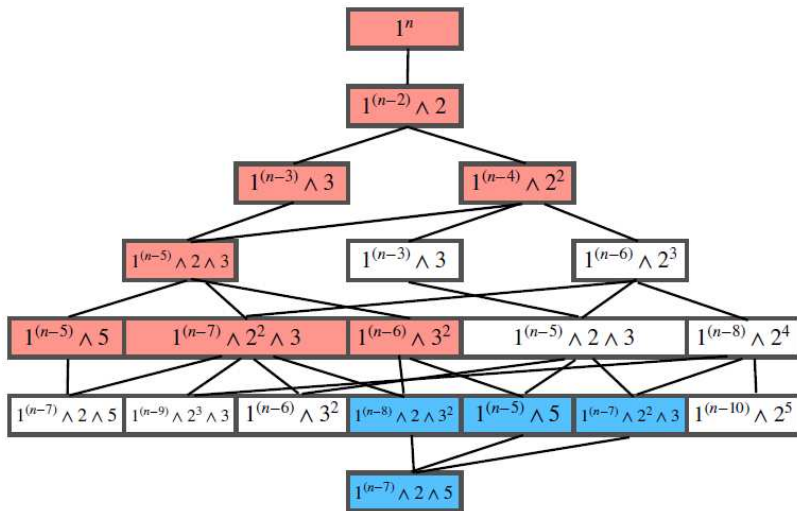 1^n
1^(n−2) ∧ 2
1^(n−3) ∧ 3
1^(n−4) ∧ 2^2
1^(n−5) ∧ 2 ∧ 3
1^(n−3) ∧ 3
1^(n−6) ∧ 2^3
1^(n−5) ∧ 5
1^(n−7) ∧ 2^2 ∧ 3
1^(n−6) ∧ 3^2
1^(n−5) ∧ 2 ∧ 3
1^(n−8) ∧ 2^4
1^(n−7) ∧ 2 ∧ 5
1^(n−9) ∧ 2^3 ∧ 3
1^(n−6) ∧ 3^2
1^(n−8) ∧ 2 ∧ 3^2
1^(n−5) ∧ 5
1^(n−7) ∧ 2^2 ∧ 3
1^(n−10) ∧ 2^5
1^(n−7) ∧ 2 ∧ 5